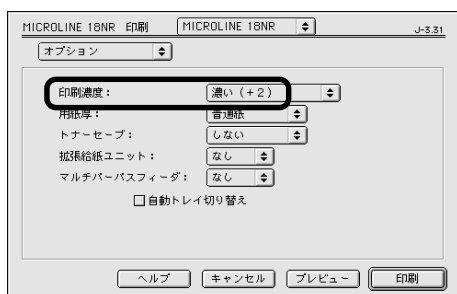 MICROLINE 18NR 印刷 MICROLINE 18NR J-3.31
オプション
印刷濃度： 濃い（+2）
用紙厚： 普通紙
トナーセーブ： しない
拡張給紙ユニット： なし
マルチパーパスフィーダ： なし
自動トレイ切り替え
ヘルプ キャンセル プレビュー 印刷